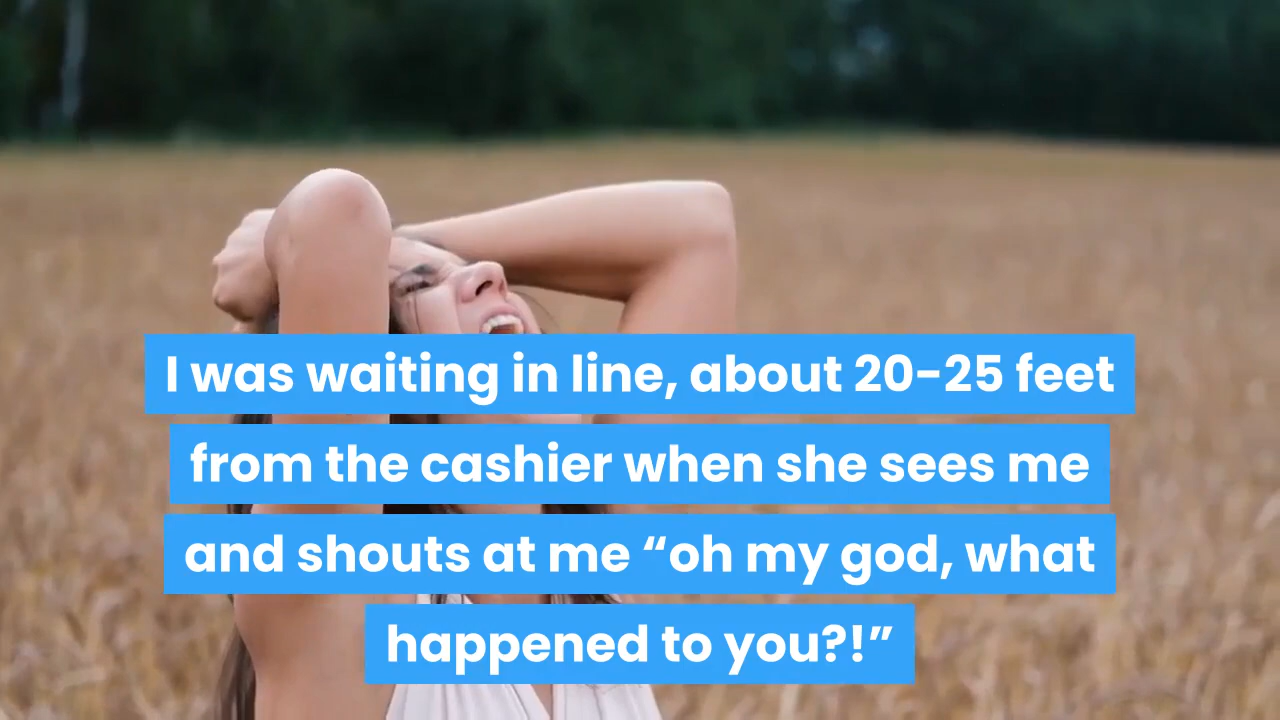 I was waiting in line, about 20-25 feet
from the cashier when she sees me
and shouts at me “oh my god, what
happened to you?!”